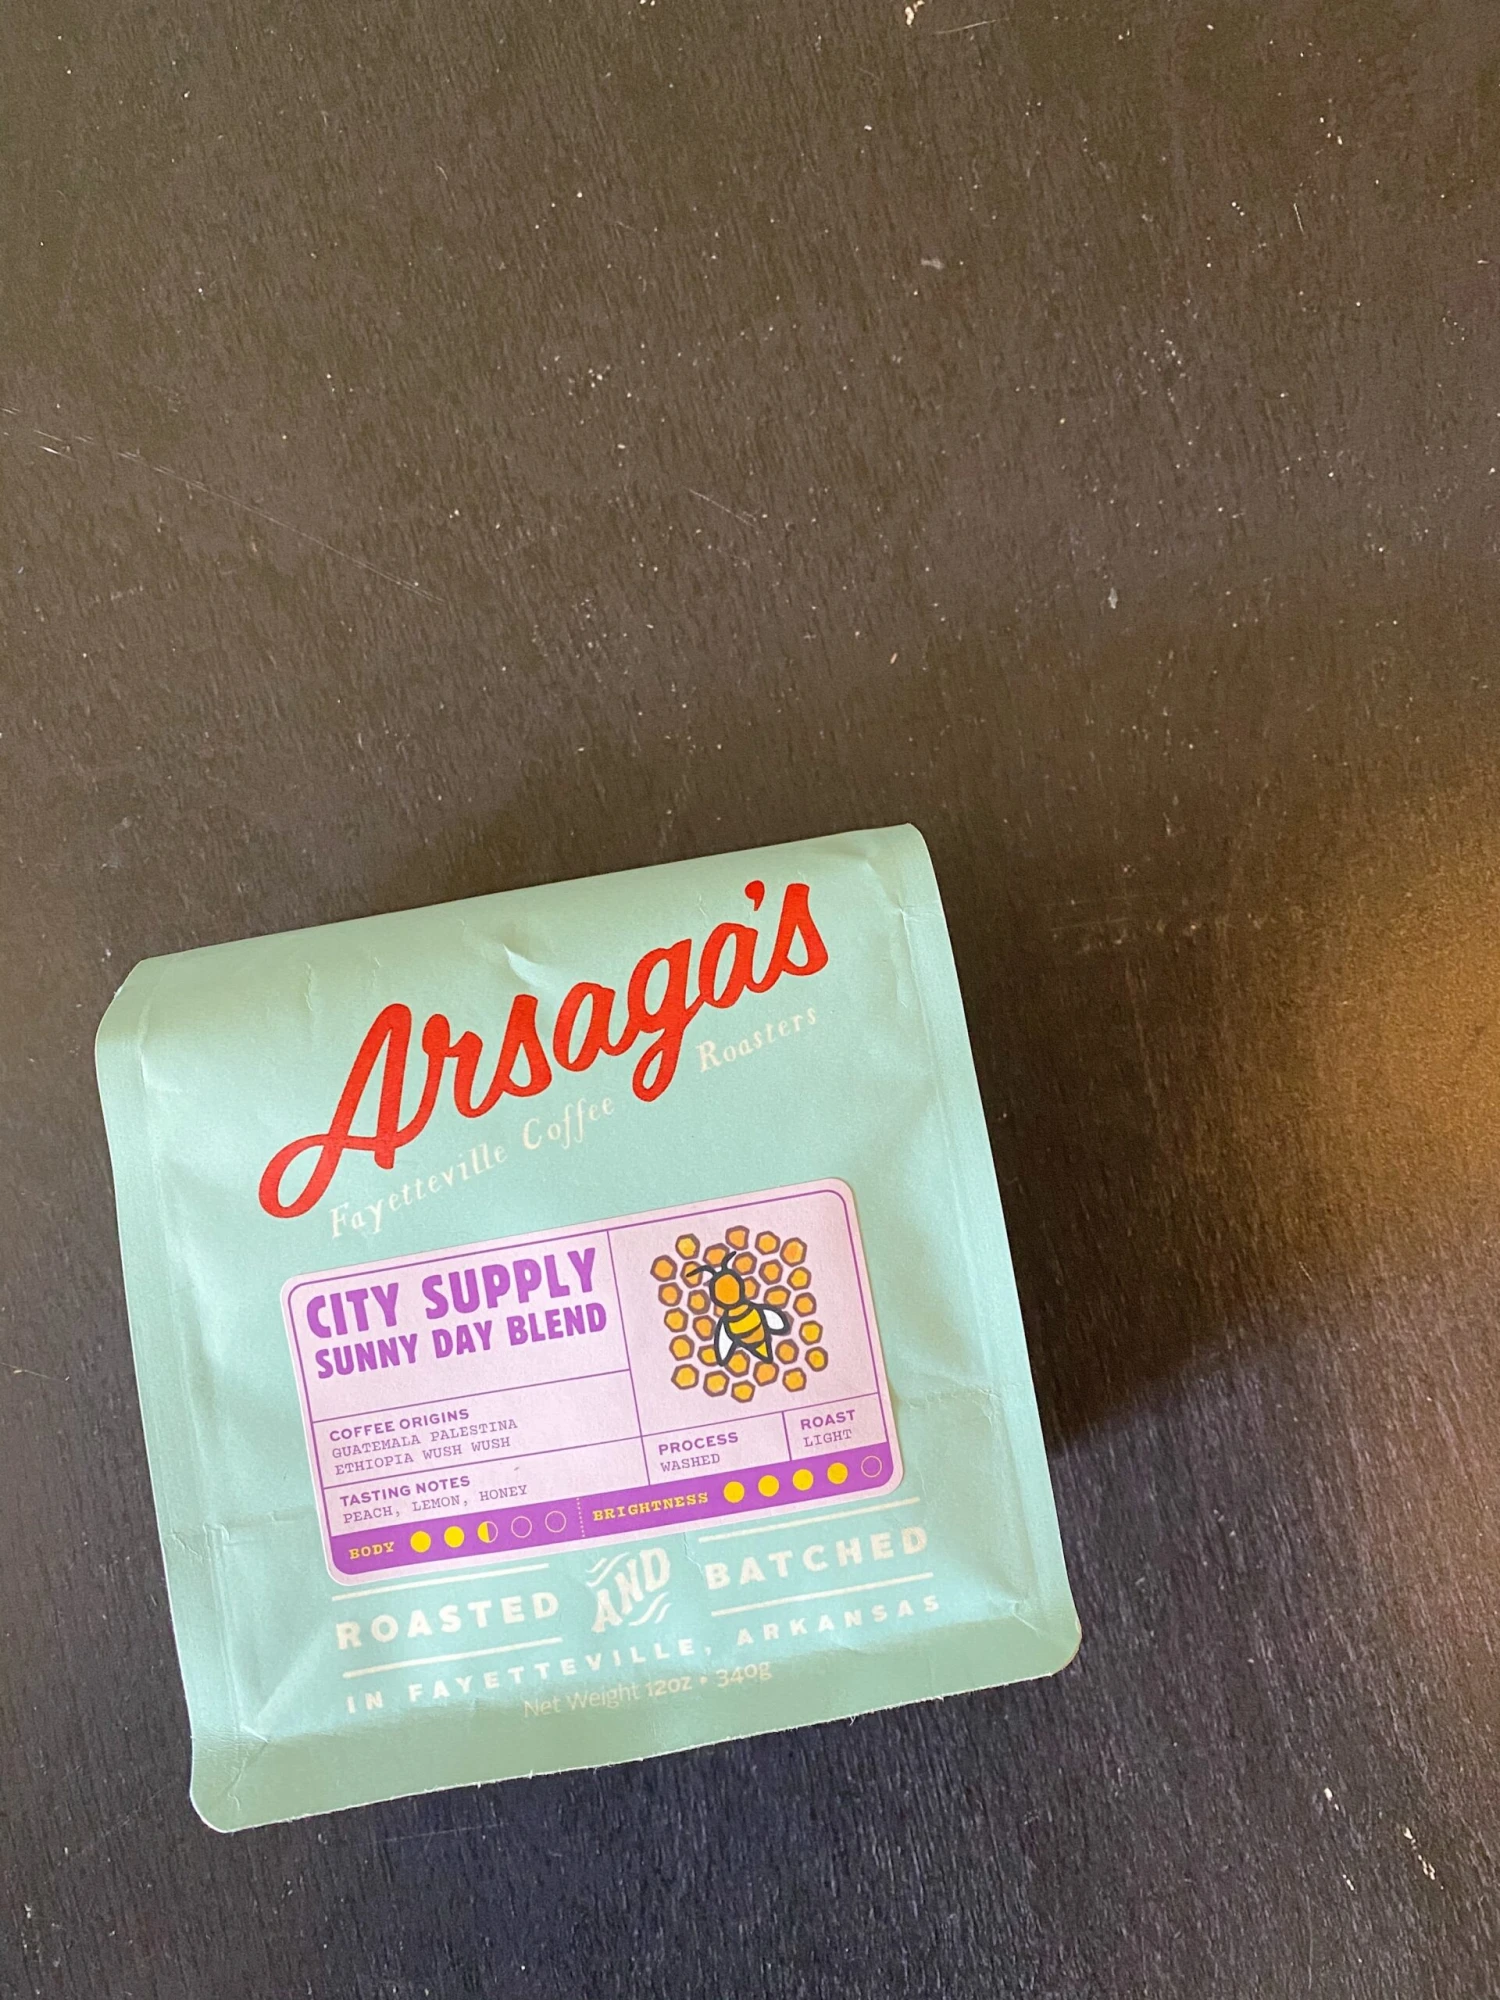 Arsaga's
Fayetteville Coffee Roasters
CITY SUPPLY
SUNNY DAY BLEND
COFFEE ORIGINS
GUATEMALA PALESTINA
ETHIOPIA WUSH WUSH
TASTING NOTES
PEACH, LEMON, HONEY
PROCESS
WASHED
ROAST
LIGHT
BODY
BRIGHTNESS
ROASTED AND BATCHED
IN FAYETTEVILLE, ARKANSAS
Net Weight 12oz • 340g